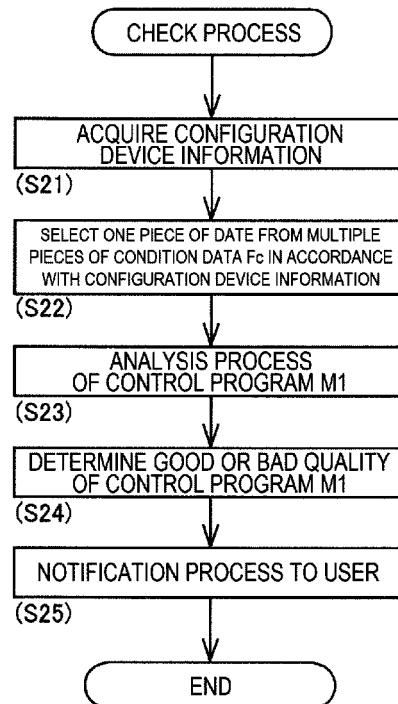 CHECK PROCESS
ACQUIRE CONFIGURATION
DEVICE INFORMATION
(S21)
SELECT ONE PIECE OF DATE FROM MULTIPLE
PIECES OF CONDITION DATA Fc IN ACCORDANCE
WITH CONFIGURATION DEVICE INFORMATION
(S22)
ANALYSIS PROCESS
OF CONTROL PROGRAM M1
(S23)
DETERMINE GOOD OR BAD QUALITY
OF CONTROL PROGRAM M1
(S24)
NOTIFICATION PROCESS TO USER
(S25)
END